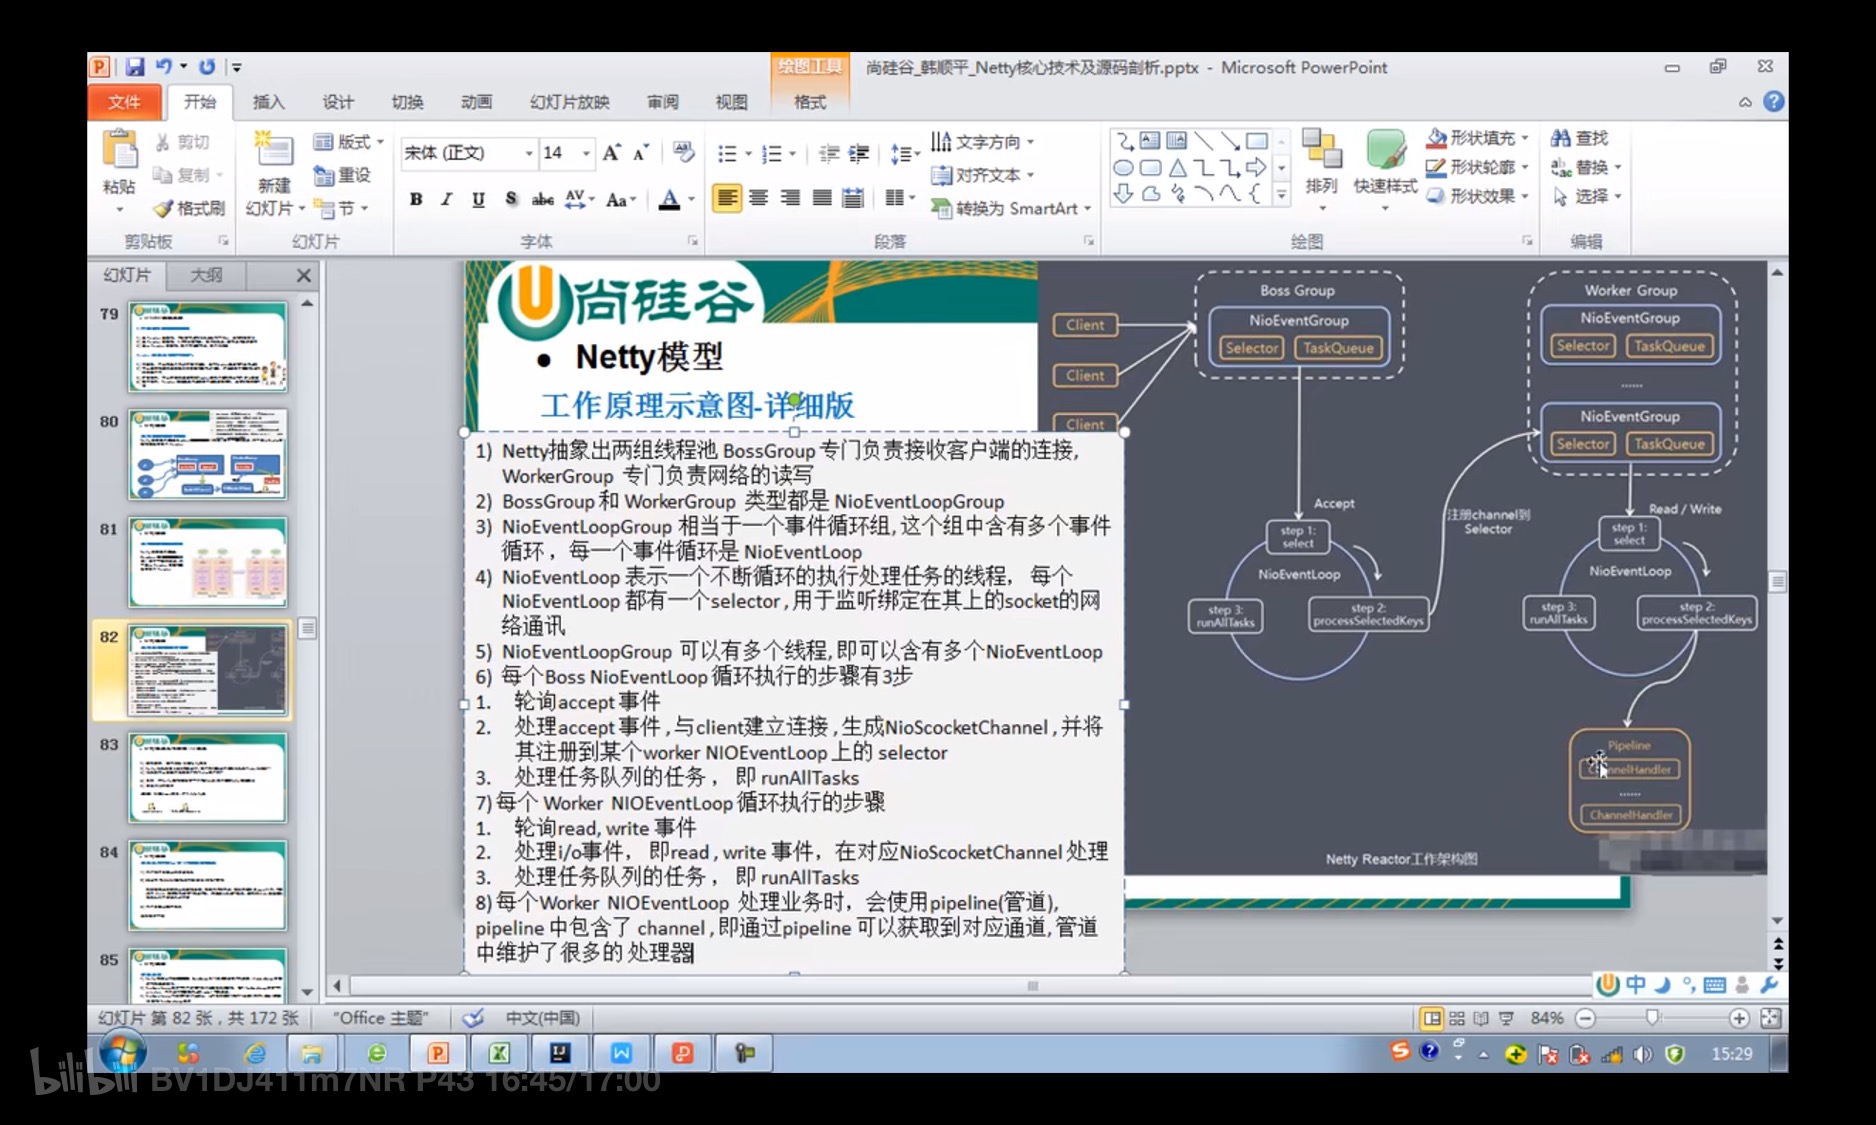 绘图工具
尚硅谷_韩顺平_Netty核心技术及源码剖析.pptx - Microsoft PowerPoint
文件 开始 插入 设计 切换 动画 幻灯片放映 审阅 视图 格式
粘贴
剪切
复制
格式刷
剪贴板
新建
幻灯片
版式
重设
节
幻灯片
宋体 (正文) 14
B I U S abc AV Aa A
字体
文字方向
对齐文本
转换为 SmartArt
段落
排列
快速样式
形状填充
形状轮廓
形状效果
绘图
查找
替换
选择
编辑
幻灯片 大纲
79
80
81
82
83
84
85
尚硅谷
● Netty模型
工作原理示意图-详细版
1) Netty抽象出两组线程池 BossGroup 专门负责接收客户端的连接,
WorkerGroup 专门负责网络的读写
2) BossGroup 和 WorkerGroup 类型都是 NioEventLoopGroup
3) NioEventLoopGroup 相当于一个事件循环组, 这个组中含有多个事件
循环 , 每一个事件循环是 NioEventLoop
4) NioEventLoop 表示一个不断循环的执行处理任务的线程, 每个
NioEventLoop 都有一个selector , 用于监听绑定在其上的socket的网
络通讯
5) NioEventLoopGroup 可以有多个线程, 即可以含有多个NioEventLoop
6) 每个Boss NioEventLoop 循环执行的步骤有3步
1. 轮询accept 事件
2. 处理accept 事件 , 与client建立连接 , 生成NioScocketChannel , 并将
其注册到某个worker NIOEventLoop 上的 selector
3. 处理任务队列的任务 , 即 runAllTasks
7) 每个 Worker NIOEventLoop 循环执行的步骤
1. 轮询read, write 事件
2. 处理i/o事件, 即read , write 事件, 在对应NioScocketChannel 处理
3. 处理任务队列的任务 , 即 runAllTasks
8) 每个Worker NIOEventLoop 处理业务时, 会使用pipeline(管道),
pipeline 中包含了 channel , 即通过pipeline 可以获取到对应通道, 管道
中维护了很多的 处理器
Client
Client
Client
Boss Group
NioEventGroup
Selector TaskQueue
Accept
step 1:
select
NioEventLoop
step 3:
runAllTasks
step 2:
processSelectedKeys
注册channel到
Selector
Worker Group
NioEventGroup
Selector TaskQueue
......
NioEventGroup
Selector TaskQueue
Read / Write
step 1:
select
NioEventLoop
step 3:
runAllTasks
step 2:
processSelectedKeys
Pipeline
ChannelHandler
......
ChannelHandler
Netty Reactor工作架构图
中
幻灯片 第 82 张 , 共 172 张 "Office 主题" 中文(中国) 84%
15:29
bilibili BV1DJ411m7NR P43 16:45/17:00